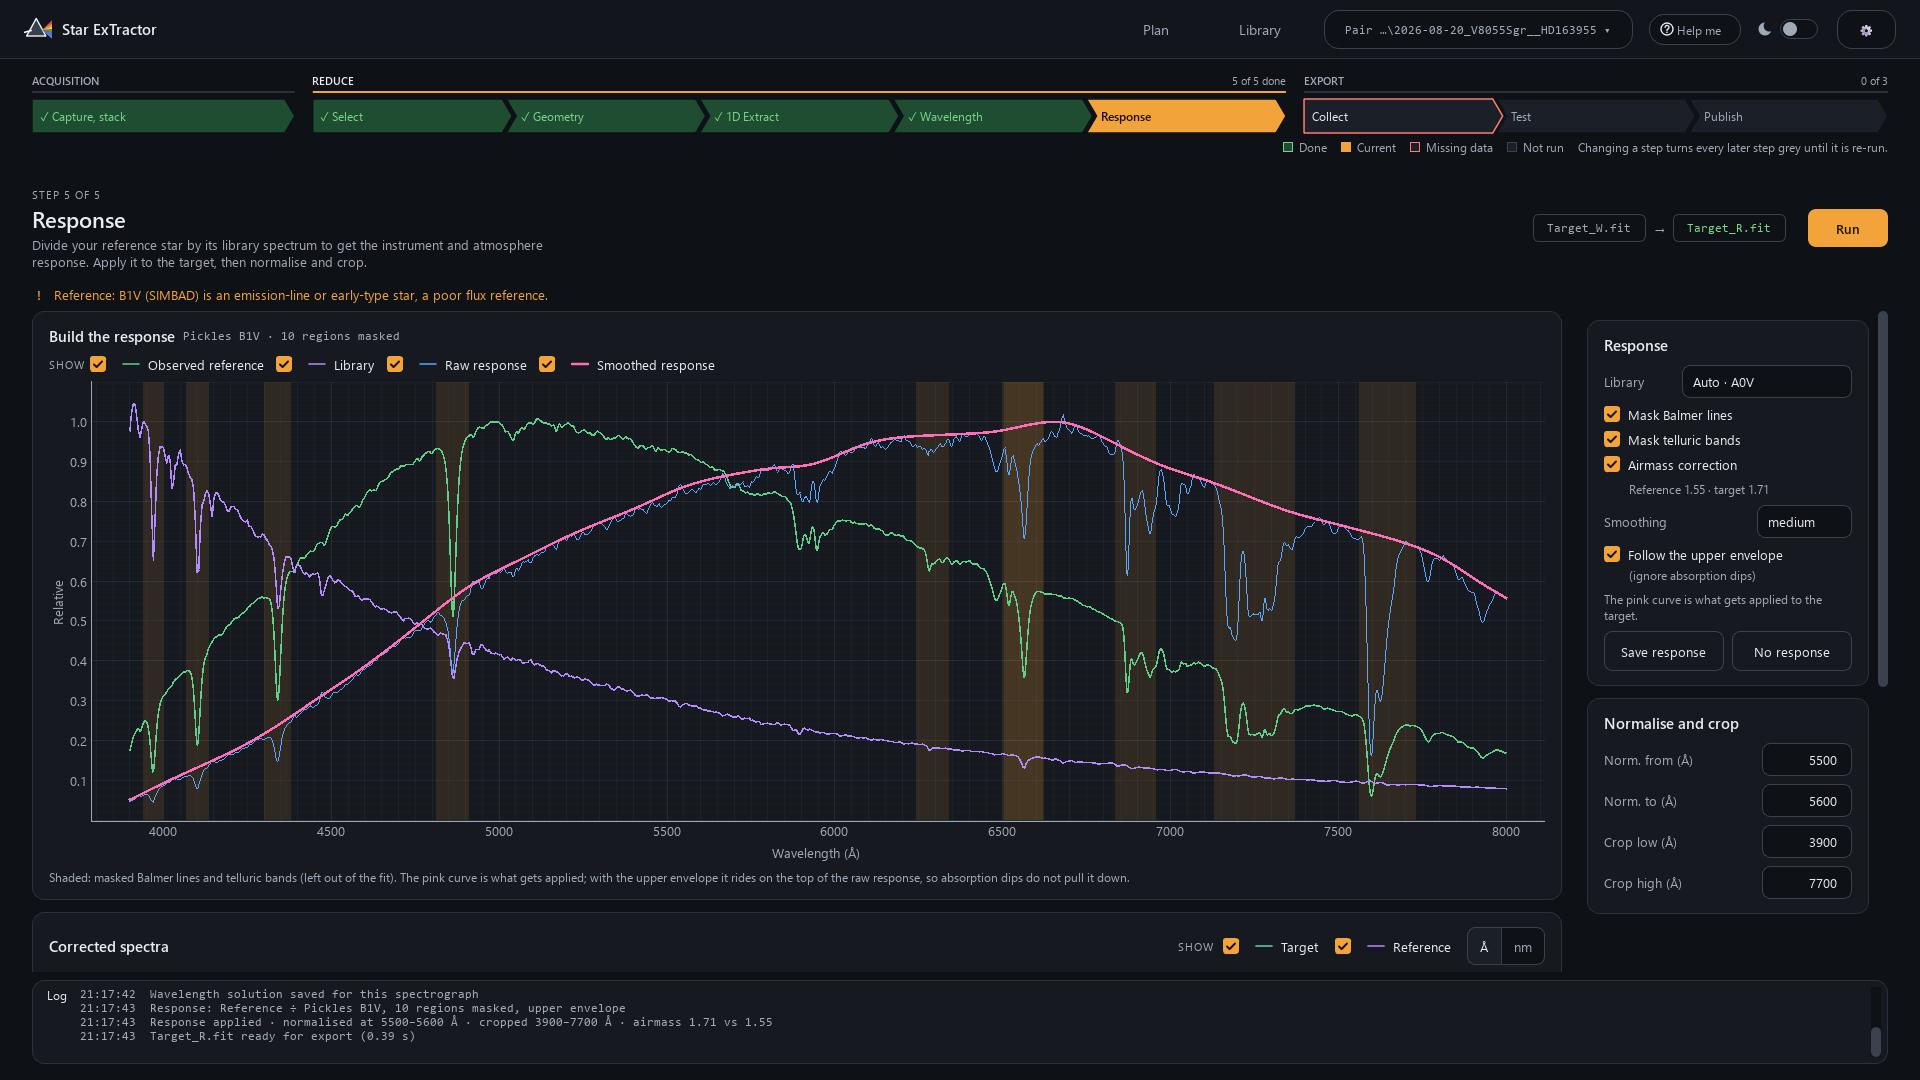 Star ExTractor
Plan
Library
Pair …\2026-08-20_V8055Sgr__HD163955 ▾
Help me
ACQUISITION
REDUCE
5 of 5 done
EXPORT
0 of 3
✓ Capture, stack
✓ Select
✓ Geometry
✓ 1D Extract
✓ Wavelength
Response
Collect
Test
Publish
Done
Current
Missing data
Not run
Changing a step turns every later step grey until it is re-run.
STEP 5 OF 5
Response
Divide your reference star by its library spectrum to get the instrument and atmosphere
response. Apply it to the target, then normalise and crop.
Target_W.fit → Target_R.fit
Run
! Reference: B1V (SIMBAD) is an emission-line or early-type star, a poor flux reference.
Build the response Pickles B1V · 10 regions masked
SHOW Observed reference Library Raw response Smoothed response
1.0
0.9
0.8
0.7
0.6
0.5
0.4
0.3
0.2
0.1
Relative
4000 4500 5000 5500 6000 6500 7000 7500 8000
Wavelength (Å)
Shaded: masked Balmer lines and telluric bands (left out of the fit). The pink curve is what gets applied; with the upper envelope it rides on the top of the raw response, so absorption dips do not pull it down.
Response
Library Auto · A0V
Mask Balmer lines
Mask telluric bands
Airmass correction
Reference 1.55 · target 1.71
Smoothing medium
Follow the upper envelope
(ignore absorption dips)
The pink curve is what gets applied to the
target.
Save response No response
Normalise and crop
Norm. from (Å) 5500
Norm. to (Å) 5600
Crop low (Å) 3900
Crop high (Å) 7700
Corrected spectra
SHOW Target Reference Å nm
Log
21:17:42 Wavelength solution saved for this spectrograph
21:17:43 Response: Reference ÷ Pickles B1V, 10 regions masked, upper envelope
21:17:43 Response applied · normalised at 5500–5600 Å · cropped 3900–7700 Å · airmass 1.71 vs 1.55
21:17:43 Target_R.fit ready for export (0.39 s)